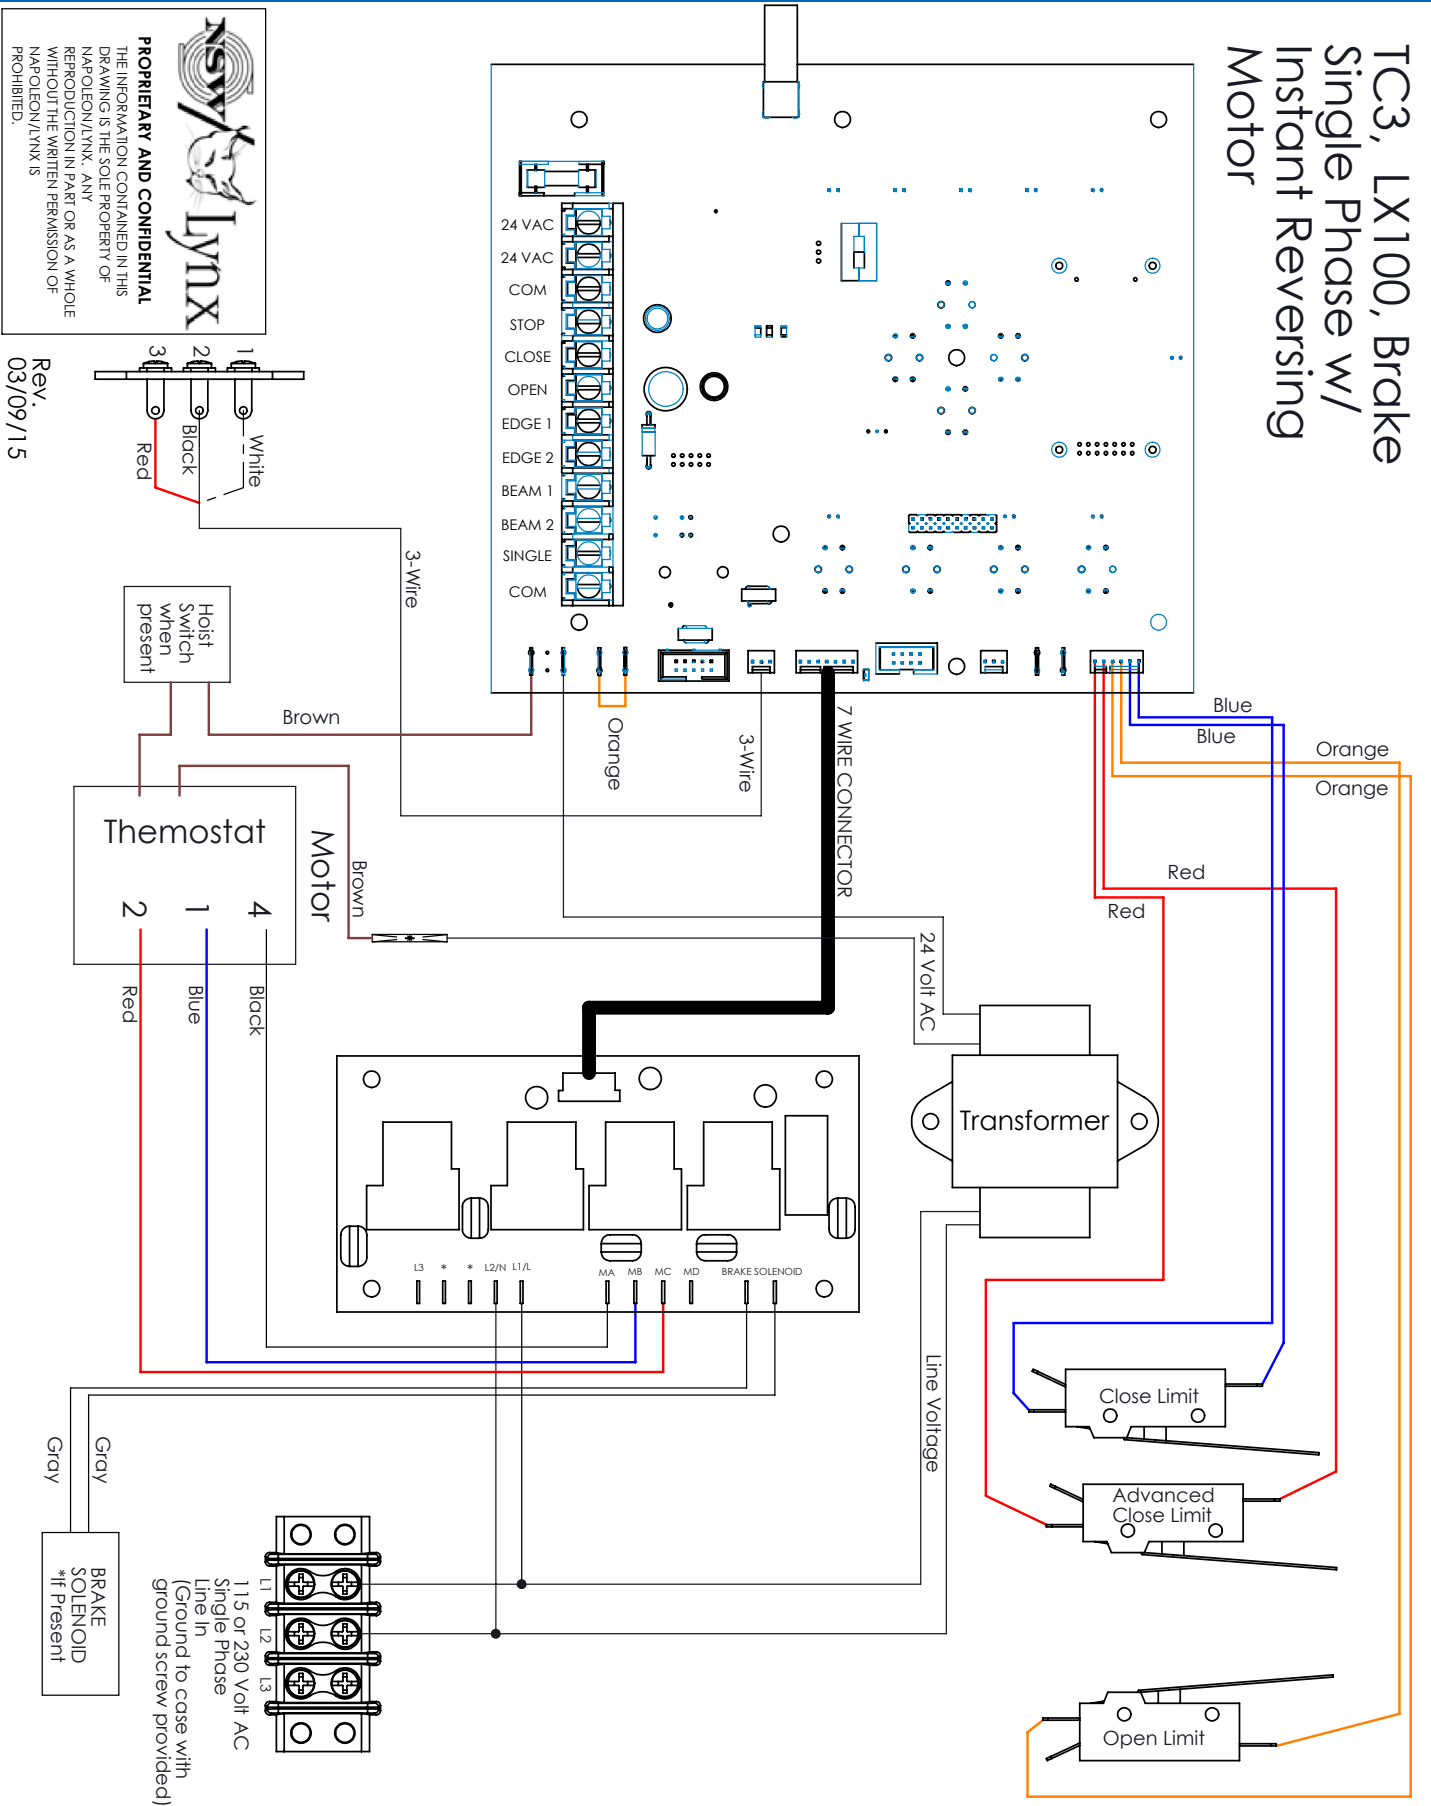 TC3, LX100, Brake
Single Phase w/
Instant Reversing
Motor
NSW
Lynx
PROPRIETARY AND CONFIDENTIAL
THE INFORMATION CONTAINED IN THIS
DRAWING IS THE SOLE PROPERTY OF
NAPOLEON/LYNX. ANY
REPRODUCTION IN PART OR AS A WHOLE
WITHOUT THE WRITTEN PERMISSION OF
NAPOLEON/LYNX IS
PROHIBITED.
Rev.
03/09/15
24 VAC
24 VAC
COM
STOP
CLOSE
OPEN
EDGE 1
EDGE 2
BEAM 1
BEAM 2
SINGLE
COM
1
2
3
White
Black
Red
3-Wire
Hoist
Switch
when
present
Brown
Orange
3-Wire
7 WIRE CONNECTOR
Blue
Blue
Orange
Orange
Red
Red
Themostat
Motor
2
1
4
Brown
Red
Blue
Black
24 Volt AC
Transformer
L3
*
*
L2/N
L1/L
MA
MB
MC
MD
BRAKE SOLENOID
Line Voltage
Close Limit
Advanced
Close Limit
Open Limit
Gray
Gray
BRAKE
SOLENOID
*If Present
L1
L2
L3
115 or 230 Volt AC
Single Phase
Line In
(Ground to case with
ground screw provided)